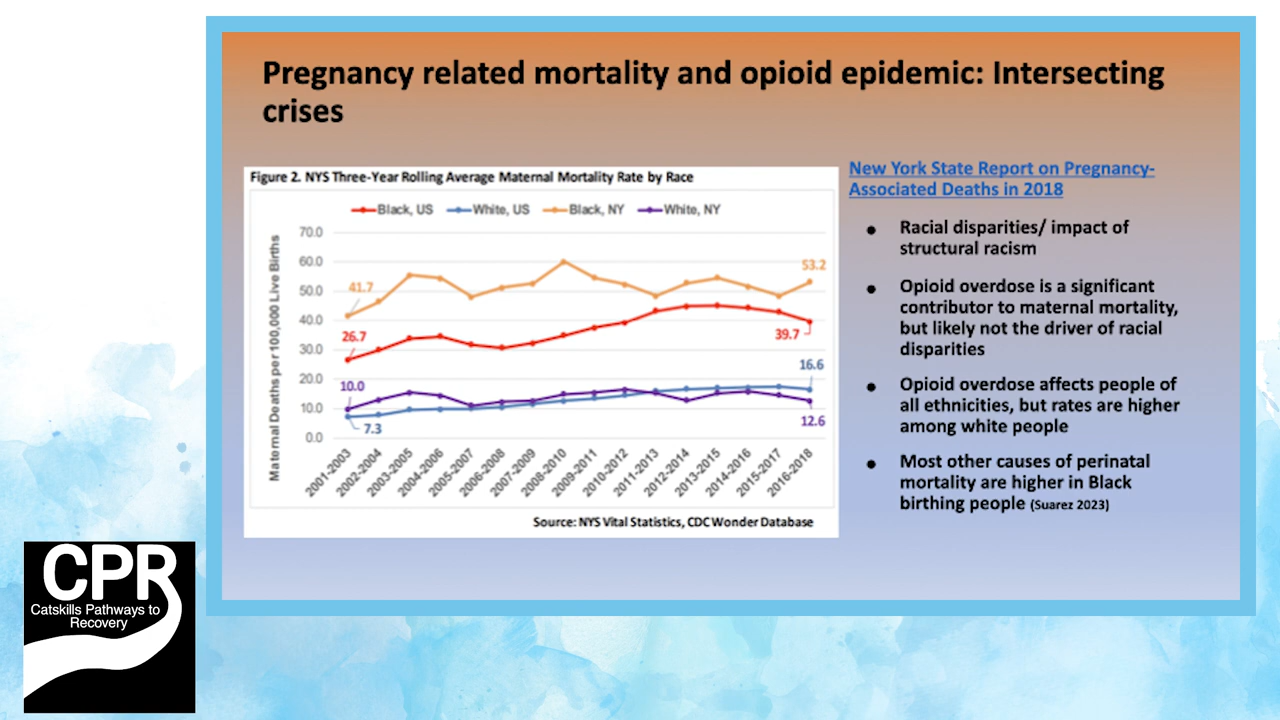 Pregnancy related mortality and opioid epidemic: Intersecting
crises
Figure 2. NYS Three-Year Rolling Average Maternal Mortality Rate by Race
Black, US White, US Black, NY White, NY
Maternal Deaths per 100,000 Live Births
70.0
60.0
50.0
40.0
30.0
20.0
10.0
0.0
41.7
26.7
10.0
7.3
53.2
39.7
16.6
12.6
2001-2003
2002-2004
2003-2005
2004-2006
2005-2007
2006-2008
2007-2009
2008-2010
2009-2011
2010-2012
2011-2013
2012-2014
2013-2015
2014-2016
2015-2017
2016-2018
Source: NYS Vital Statistics, CDC Wonder Database
New York State Report on Pregnancy-
Associated Deaths in 2018
● Racial disparities/ impact of
structural racism
● Opioid overdose is a significant
contributor to maternal mortality,
but likely not the driver of racial
disparities
● Opioid overdose affects people of
all ethnicities, but rates are higher
among white people
● Most other causes of perinatal
mortality are higher in Black
birthing people (Suarez 2023)
CPR
Catskills Pathways to
Recovery